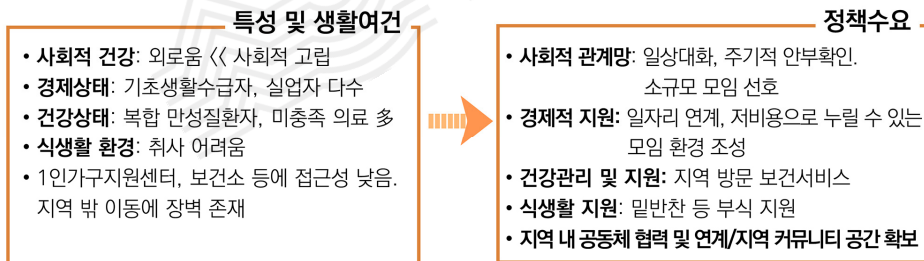 특성 및 생활여건
• 사회적 건강: 외로움 << 사회적 고립
• 경제상태: 기초생활수급자, 실업자 다수
• 건강상태: 복합 만성질환자, 미충족 의료 多
• 식생활 환경: 취사 어려움
• 1인가구지원센터, 보건소 등에 접근성 낮음.
지역 밖 이동에 장벽 존재
정책수요
• 사회적 관계망: 일상대화, 주기적 안부확인.
소규모 모임 선호
• 경제적 지원: 일자리 연계, 저비용으로 누릴 수 있는
모임 환경 조성
• 건강관리 및 지원: 지역 방문 보건서비스
• 식생활 지원: 밑반찬 등 부식 지원
• 지역 내 공동체 협력 및 연계/지역 커뮤니티 공간 확보